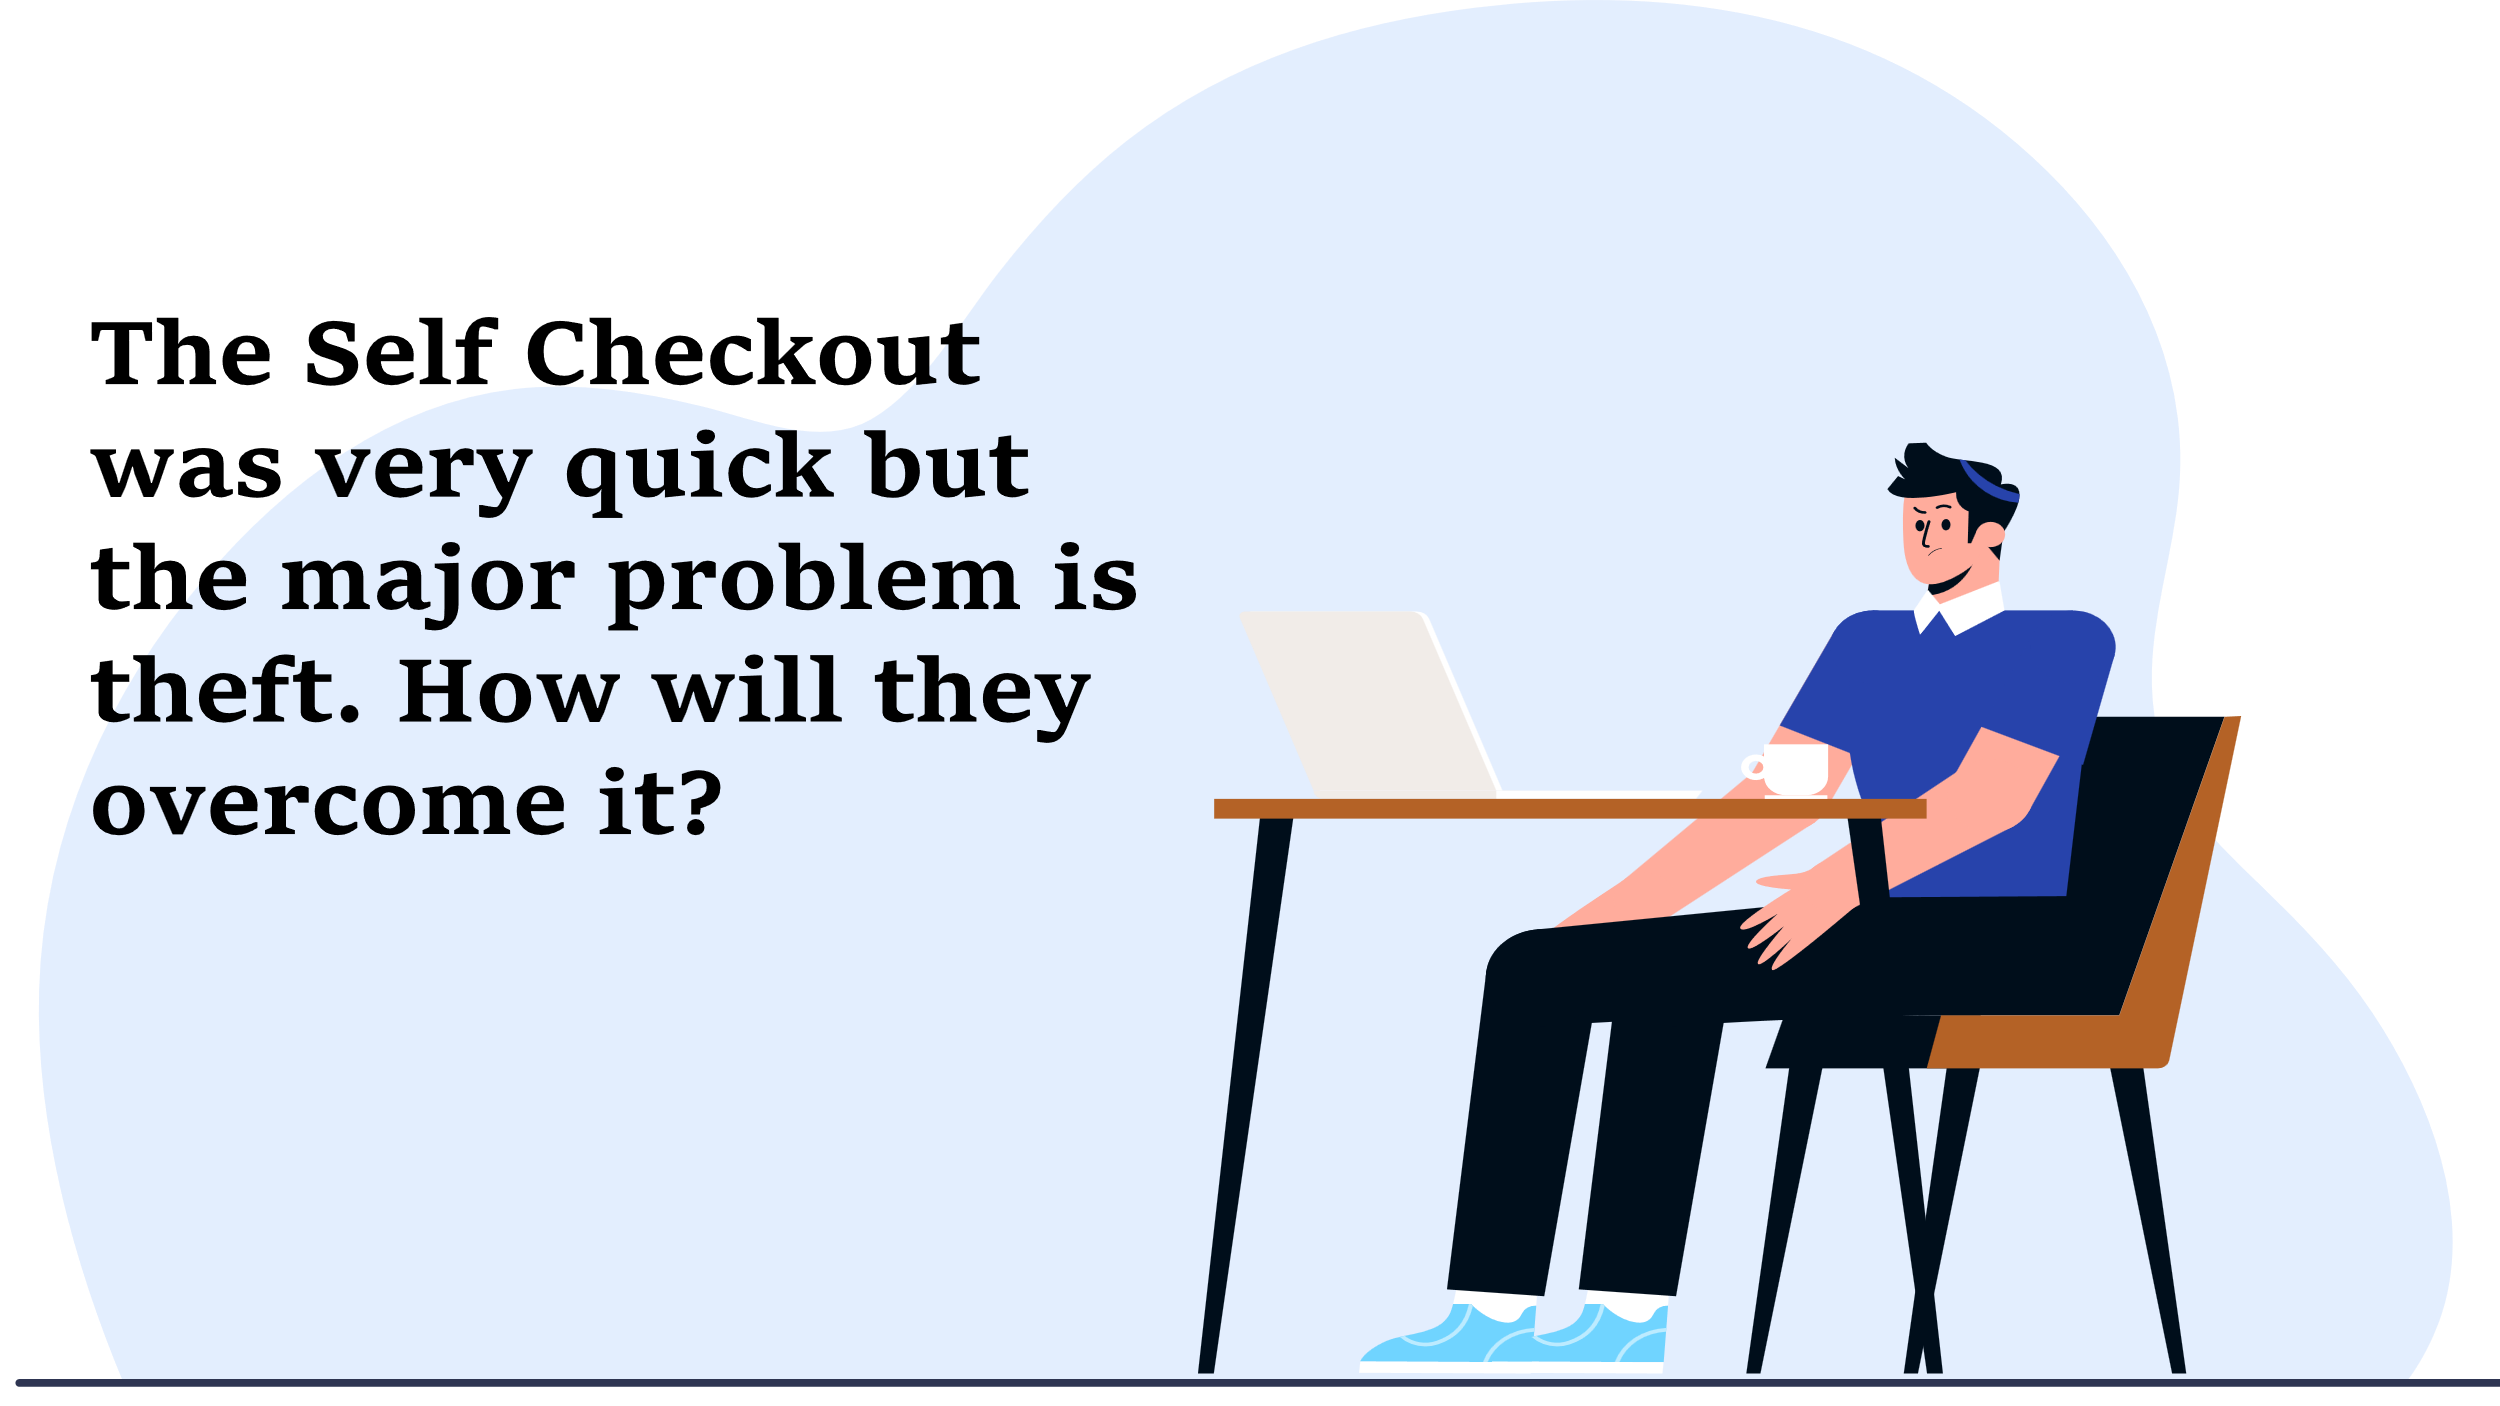 The Self Checkout
was very quick but
the major problem is
theft. How will they
overcome it?